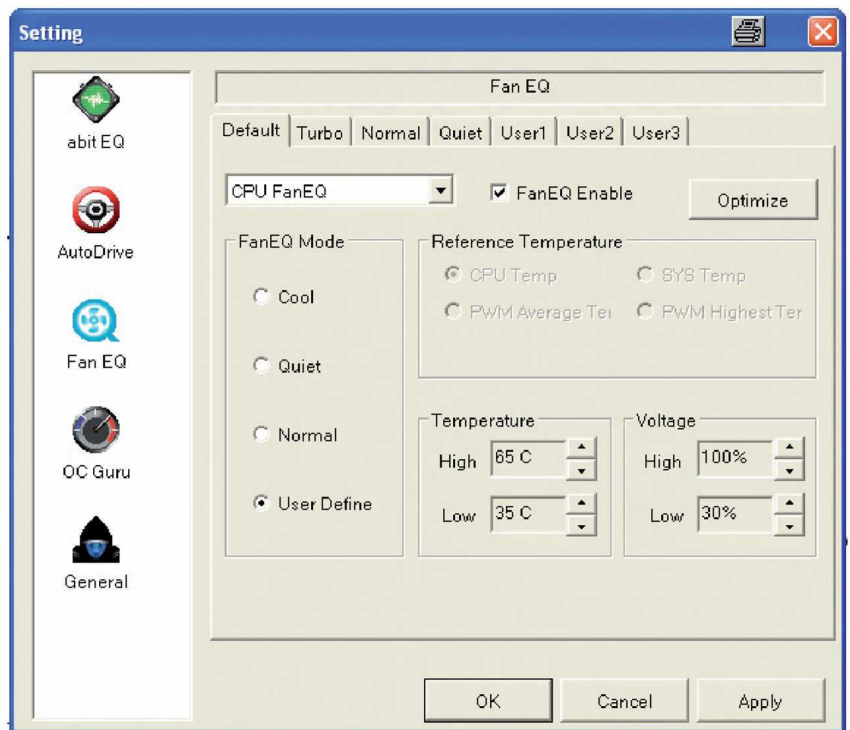 Setting
abit EQ
AutoDrive
Fan EQ
OC Guru
General
Fan EQ
Default Turbo Normal Quiet User1 User2 User3
CPU FanEQ
FanEQ Enable
Optimize
FanEQ Mode
Cool
Quiet
Normal
User Define
Reference Temperature
CPU Temp SYS Temp
PWM Average Ter PWM Highest Ter
Temperature
High 65 C
Low 35 C
Voltage
High 100%
Low 30%
OK Cancel Apply